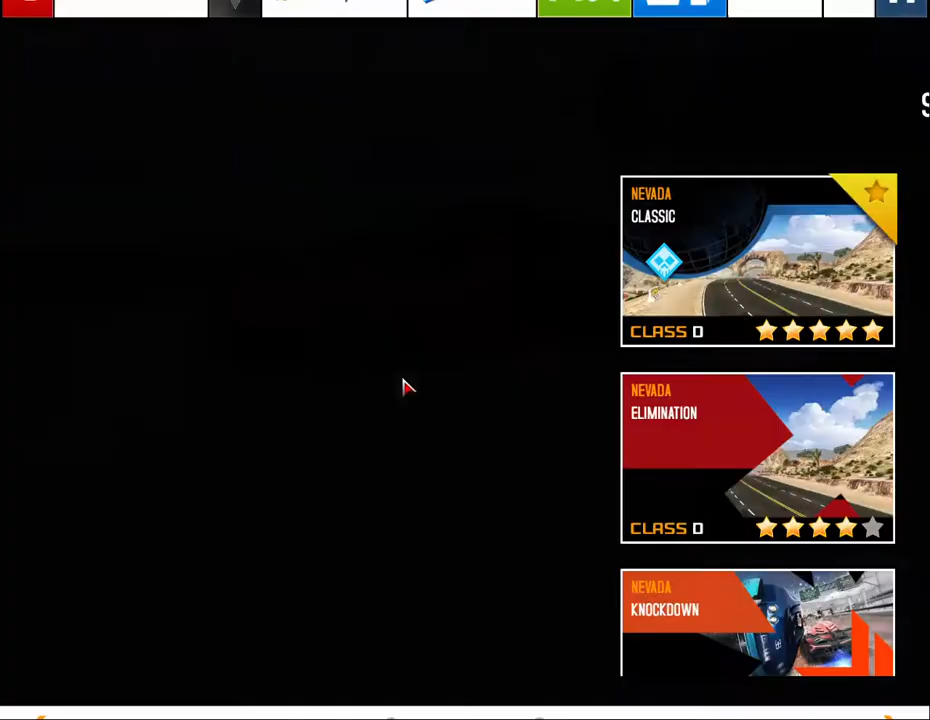 NEVADA
CLASSIC
CLASS D
NEVADA
ELIMINATION
CLASS D
NEVADA
KNOCKDOWN